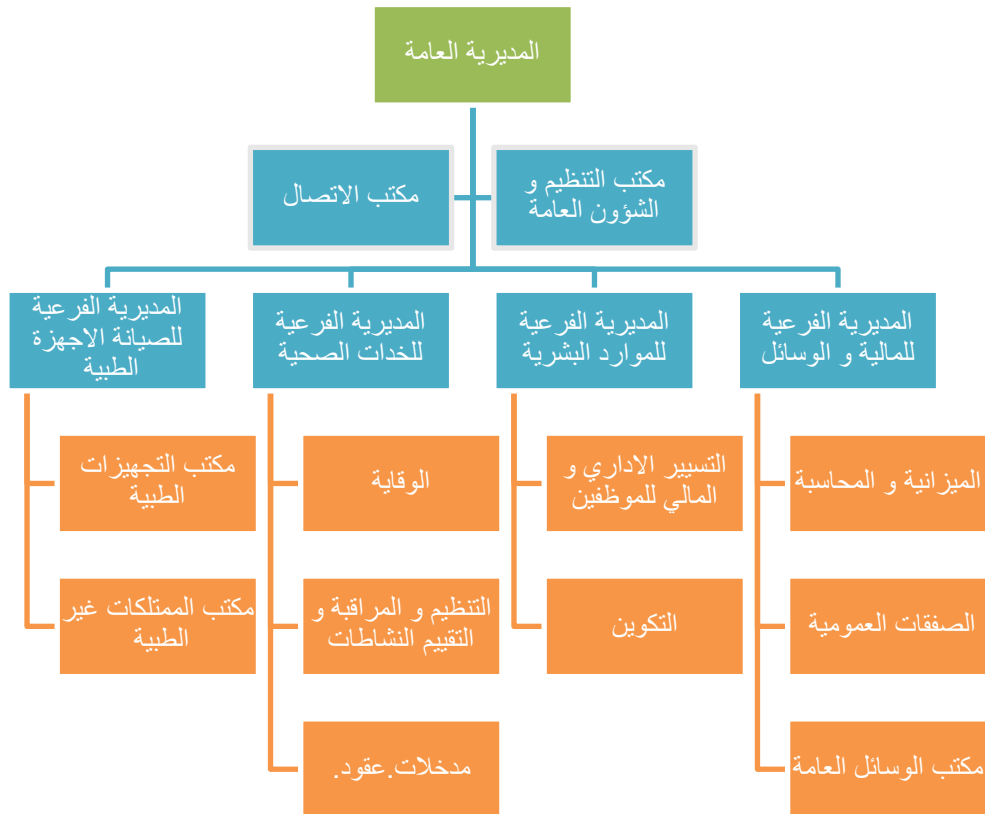 المديرية العامة
مكتب التنظيم و
الشؤون العامة
مكتب الاتصال
المديرية الفرعية
للمالية و الوسائل
المديرية الفرعية
للموارد البشرية
المديرية الفرعية
للخدات الصحية
المديرية الفرعية
للصيانة الاجهزة
الطبية
الميزانية و المحاسبة
الصفقات العمومية
مكتب الوسائل العامة
التسيير الاداري و
المالي للموظفين
التكوين
الوقاية
التنظيم و المراقبة و
التقييم النشاطات
مدخلات.عقود.
مكتب التجهيزات
الطبية
مكتب الممتلكات غير
الطبية